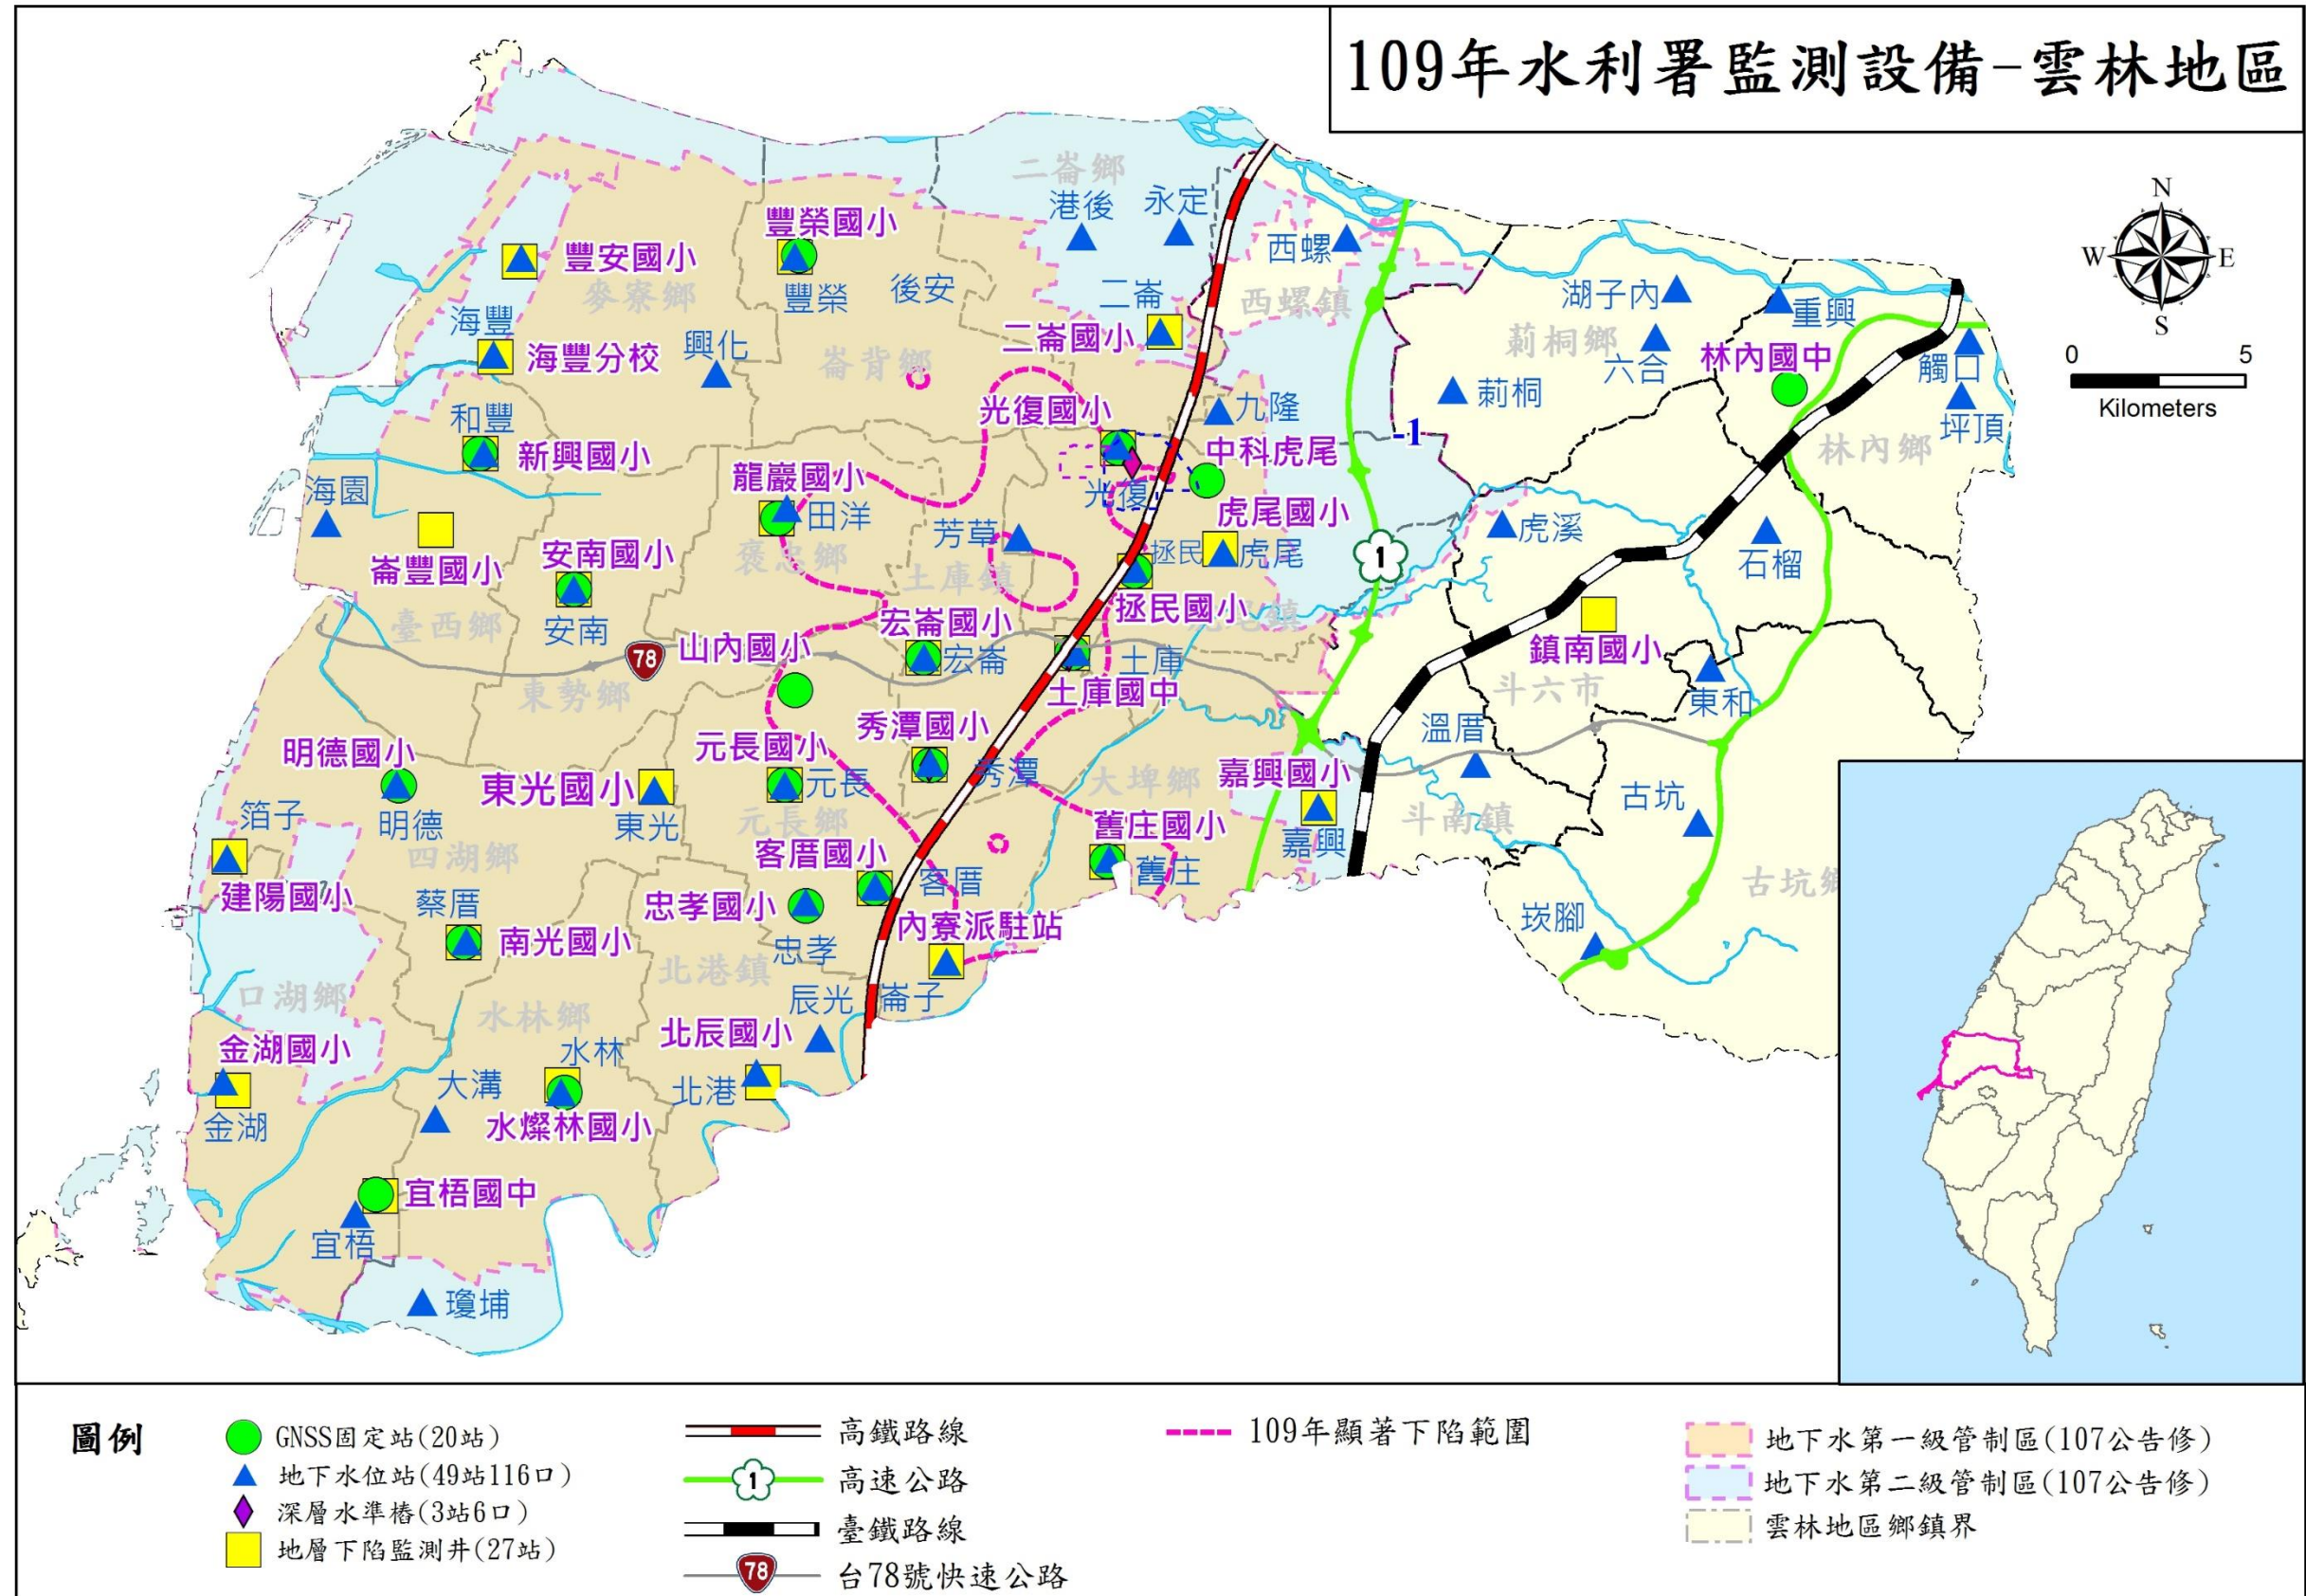 109年水利署監測設備-雲林地區
N
W
E
S
0
5
Kilometers
二崙鄉
港後
永定
西螺
豐榮國小
豐安國小
麥寮鄉
豐榮
後安
二崙
西螺鎮
湖子內
重興
海豐
海豐分校
興化
崙背鄉
二崙國小
莿桐鄉
六合
林內國中
觸口
莿桐
坪頂
和豐
新興國小
光復國小
九隆
-1
中科虎尾
林內鄉
海園
龍巖國小
田洋
光復
虎尾國小
芳草
虎溪
崙豐國小
安南國小
褒忠鄉
土庫鎮
拯民
虎尾
1
石榴
臺西鄉
安南
宏崙國小
拯民國小
78
山內國小
宏崙
土庫
鎮南國小
東勢鄉
土庫國中
斗六市
東和
明德國小
元長國小
秀潭國小
溫厝
東光國小
元長
秀潭
大埤鄉
嘉興國小
古坑
箔子
明德
東光
元長鄉
舊庄國小
嘉興
斗南鎮
四湖鄉
客厝國小
舊庄
建陽國小
蔡厝
忠孝國小
客厝
古坑鄉
南光國小
內寮派駐站
崁腳
忠孝
北港鎮
口湖鄉
水林鄉
辰光
崙子
金湖國小
北辰國小
水林
大溝
北港
金湖
水燦林國小
宜梧國中
宜梧
瓊埔
圖例
GNSS固定站(20站)
地下水位站(49站116口)
深層水準樁(3站6口)
地層下陷監測井(27站)
高鐵路線
1
高速公路
臺鐵路線
78
台78號快速公路
109年顯著下陷範圍
地下水第一級管制區(107公告修)
地下水第二級管制區(107公告修)
雲林地區鄉鎮界